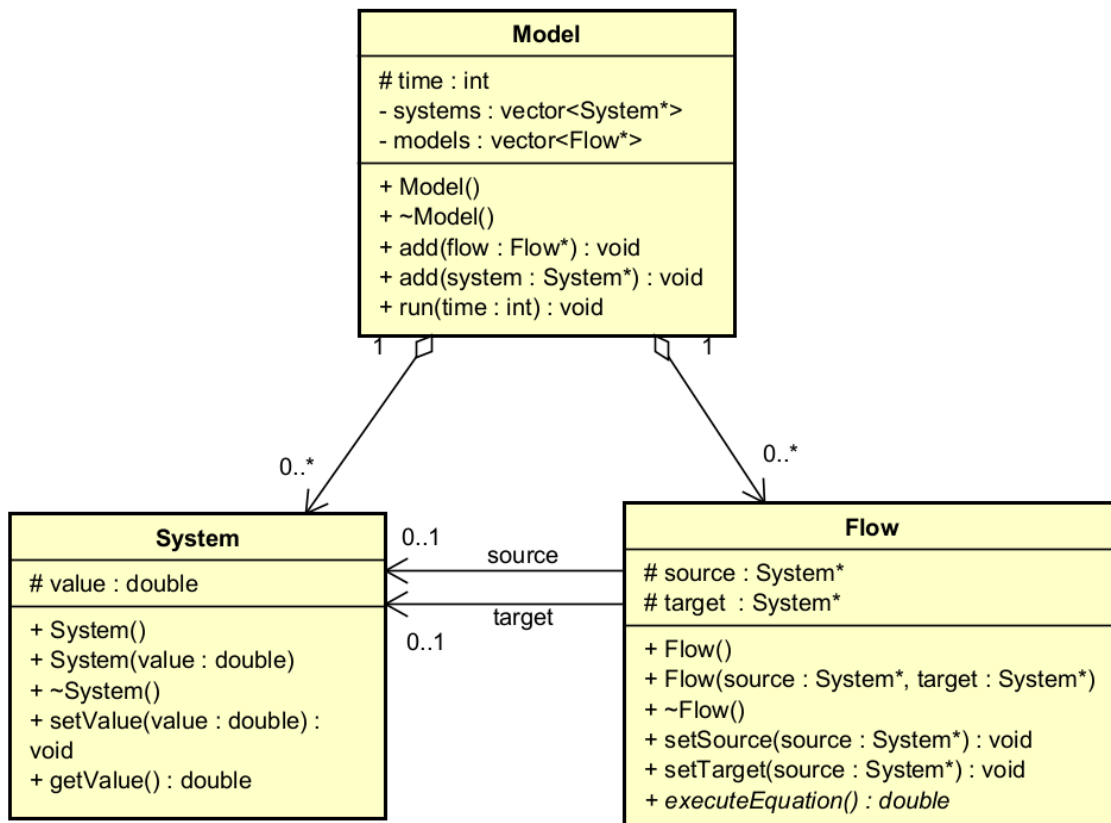 Model
# time : int
- systems : vector<System*>
- models : vector<Flow*>
+ Model()
+ ~Model()
+ add(flow : Flow*) : void
+ add(system : System*) : void
+ run(time : int) : void
1
1
0..*
0..*
System
# value : double
+ System()
+ System(value : double)
+ ~System()
+ setValue(value : double) :
void
+ getValue() : double
0..1
source
target
0..1
Flow
# source : System*
# target : System*
+ Flow()
+ Flow(source : System*, target : System*)
+ ~Flow()
+ setSource(source : System*) : void
+ setTarget(source : System*) : void
+ executeEquation() : double